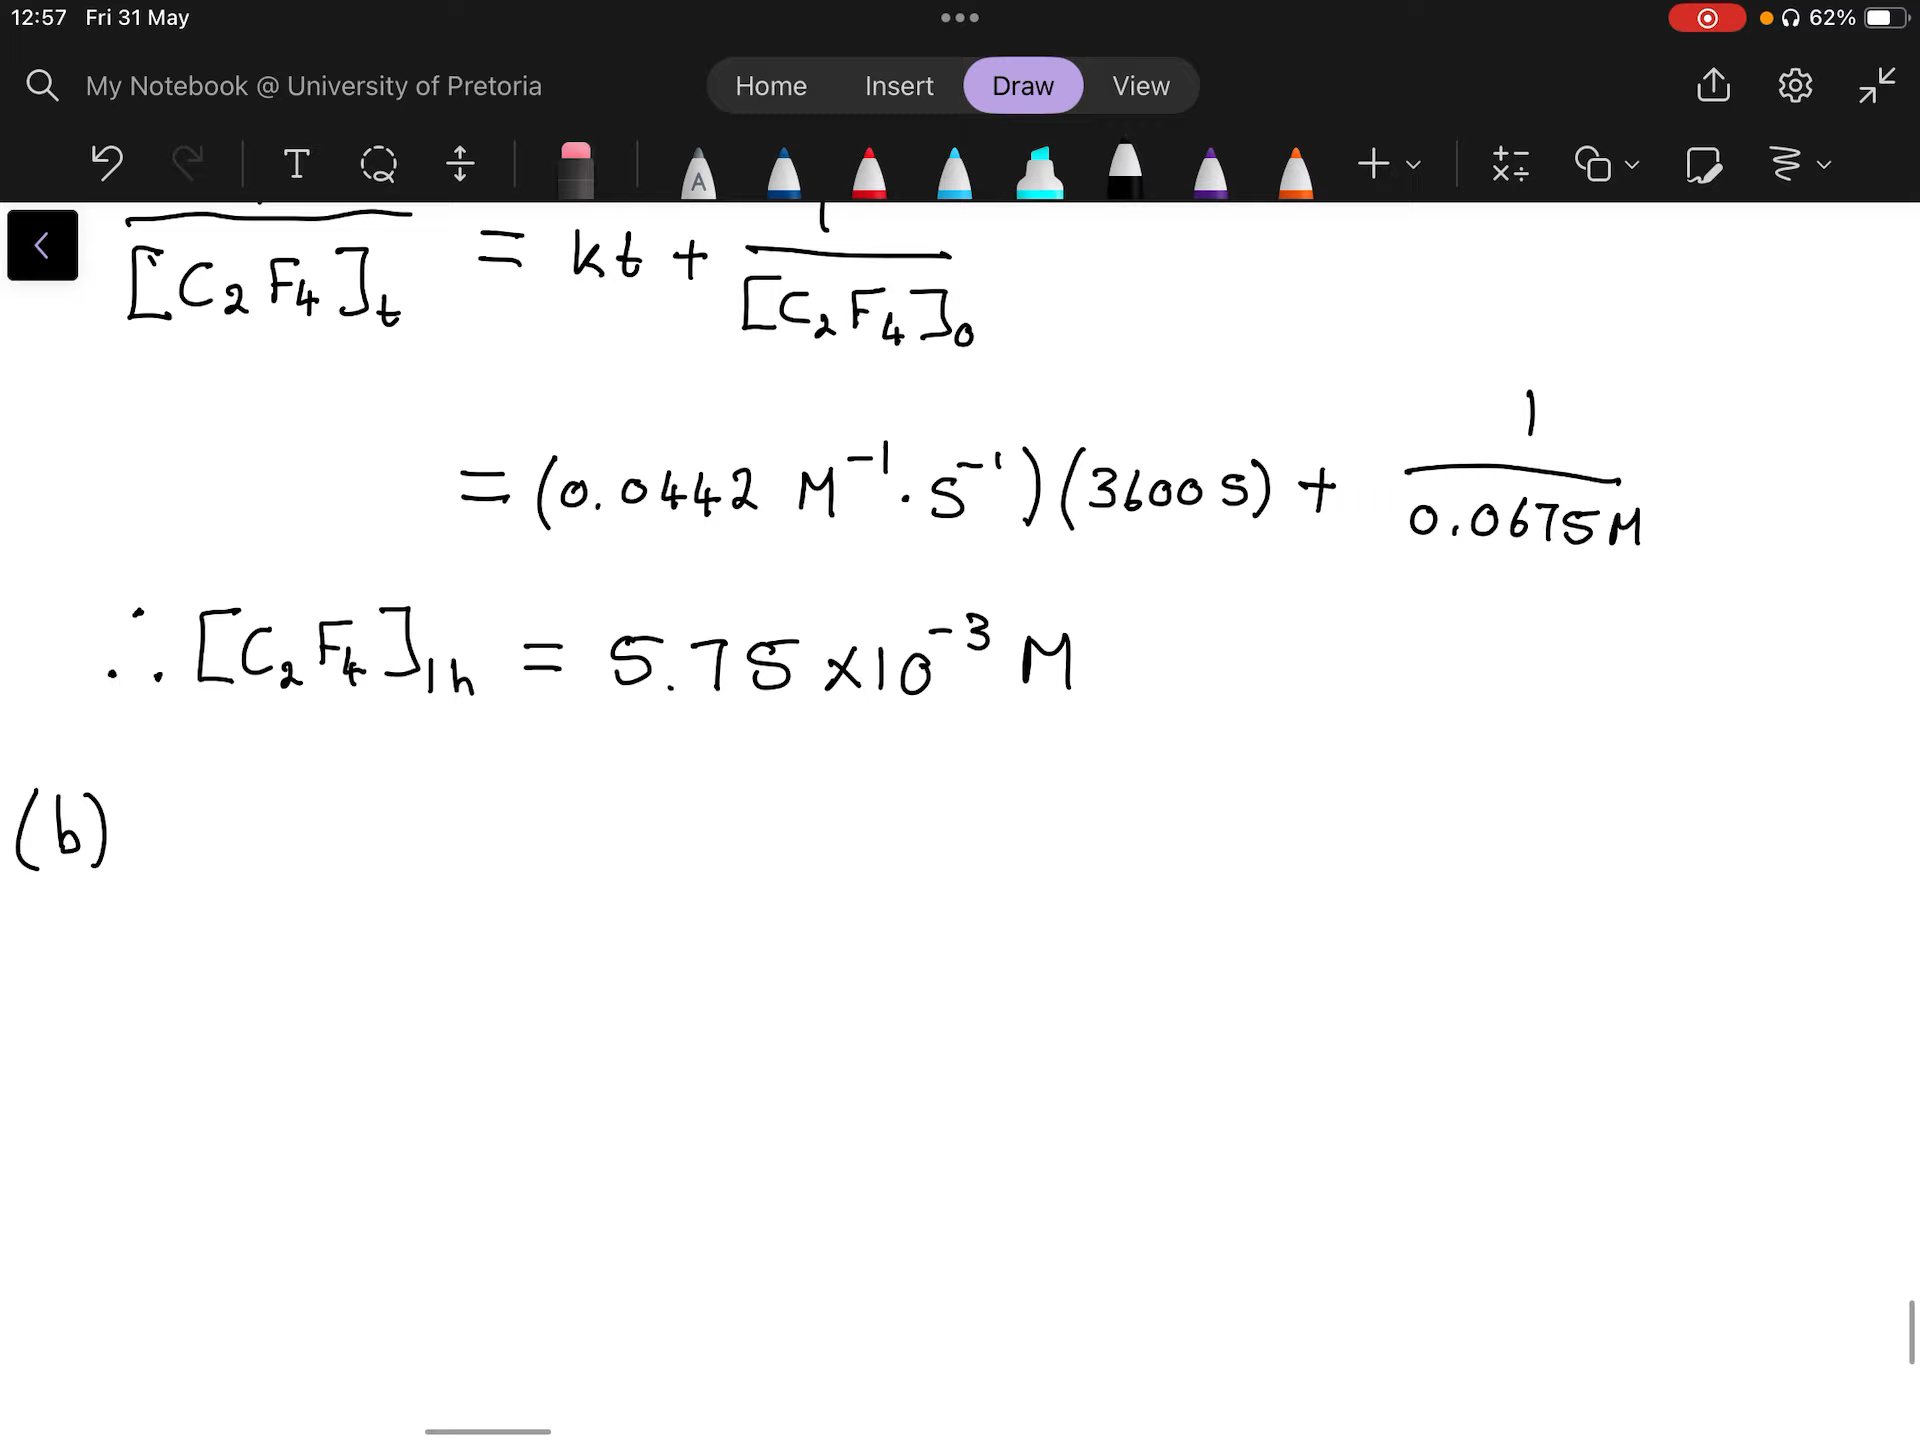 12:57 Fri 31 May 62%
My Notebook @ University of Pretoria Home Insert Draw View
T A
[C₂F₄]ₜ = kt + 1/[C₂F₄]₀
= (0.0442 M⁻¹·s⁻¹)(3600 s) + 1/0.0675M
∴ [C₂F₄]₁ₕ = 5.75 ×10⁻³ M
(b)